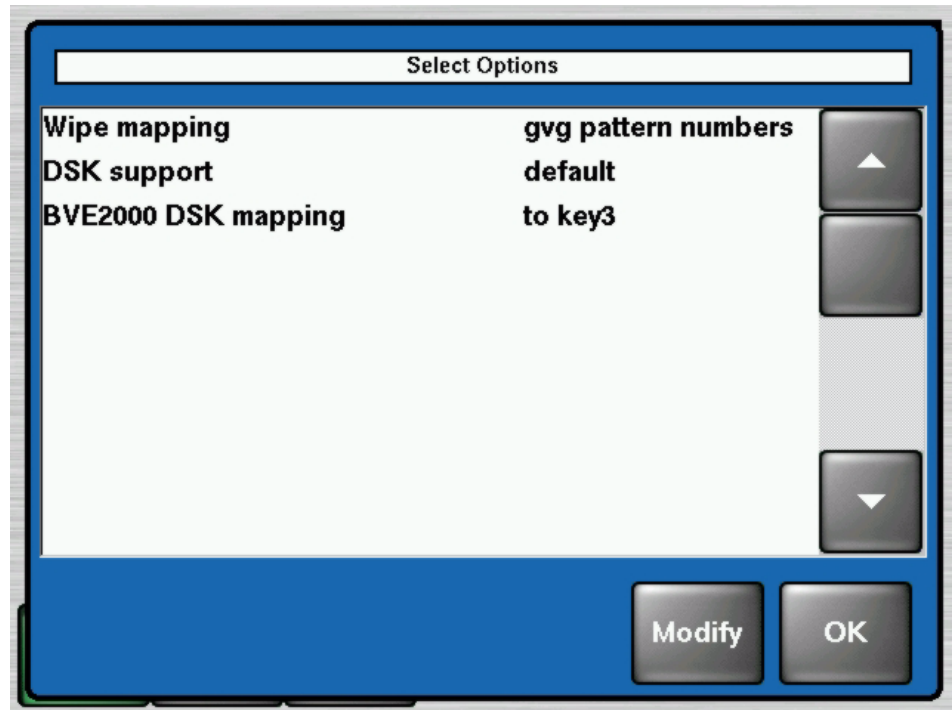 Select Options
Wipe mapping gvg pattern numbers
DSK support default
BVE2000 DSK mapping to key3
Modify OK